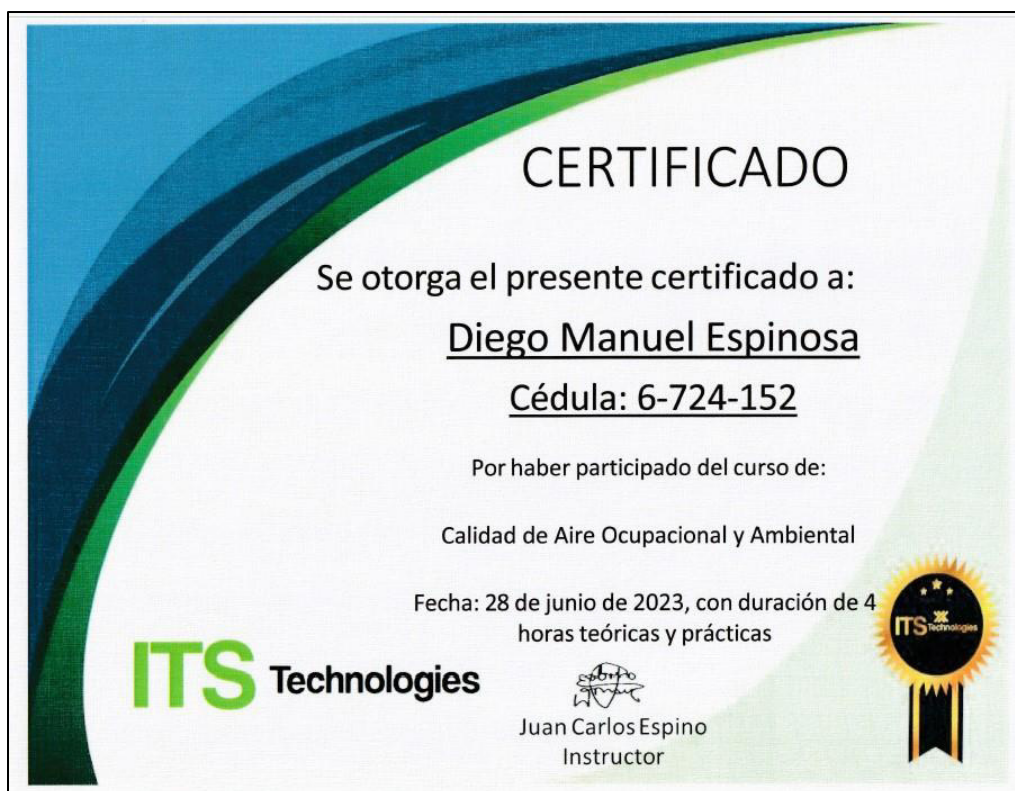 CERTIFICADO
Se otorga el presente certificado a:
Diego Manuel Espinosa
Cédula: 6-724-152
Por haber participado del curso de:
Calidad de Aire Ocupacional y Ambiental
Fecha: 28 de junio de 2023, con duración de 4
horas teóricas y prácticas
ITS Technologies
Juan Carlos Espino
Instructor
ITS Technologies